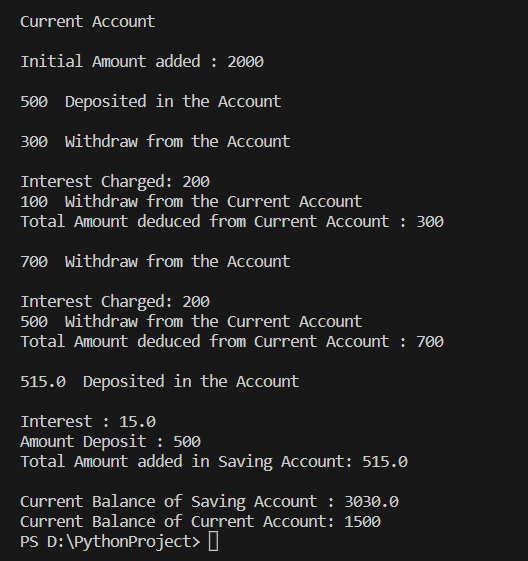 Current Account
Initial Amount added : 2000
500  Deposited in the Account
300  Withdraw from the Account
Interest Charged: 200
100  Withdraw from the Current Account
Total Amount deduced from Current Account : 300
700  Withdraw from the Account
Interest Charged: 200
500  Withdraw from the Current Account
Total Amount deduced from Current Account : 700
515.0  Deposited in the Account
Interest : 15.0
Amount Deposit : 500
Total Amount added in Saving Account: 515.0
Current Balance of Saving Account : 3030.0
Current Balance of Current Account: 1500
PS D:\PythonProject>